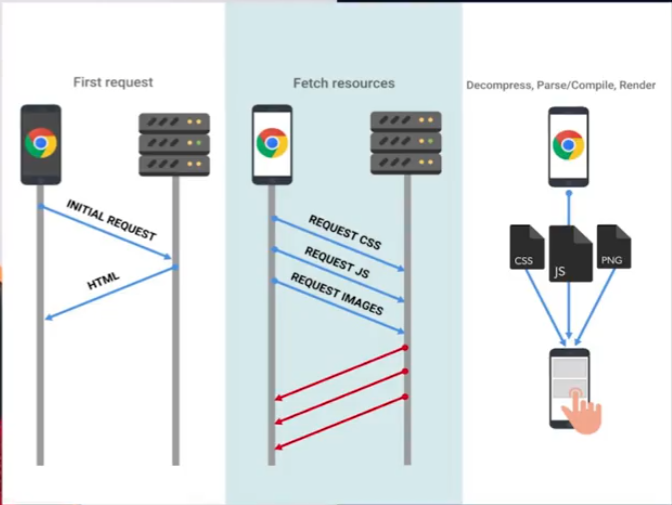 First request
INITIAL REQUEST
HTML
Fetch resources
REQUEST CSS
REQUEST JS
REQUEST IMAGES
Decompress, Parse/Compile, Render
CSS
JS
PNG